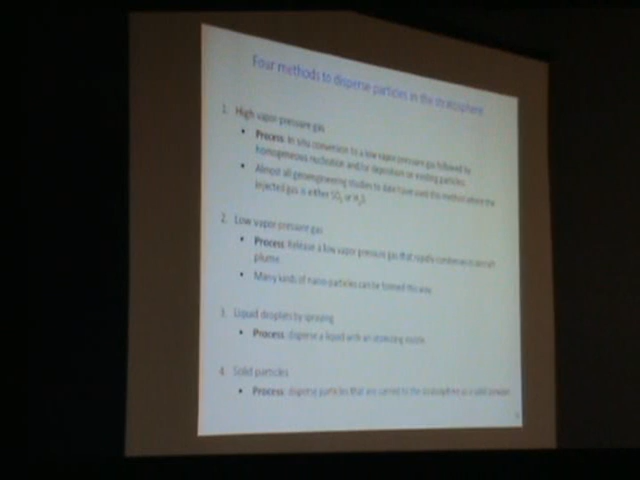 Four methods to disperse particles in the stratosphere
1. High vapor pressure gas
• Process: In situ conversion to a low vapor pressure gas followed by
homogeneous nucleation and/or deposition on existing particles.
• Almost all geoengineering studies to date have used this method where the
injected gas is either SO2 or H2S
2. Low vapor pressure gas
• Process: Release a low vapor pressure gas that rapidly condenses in aircraft
plume.
• Many kinds of nano-particles can be formed this way
3. Liquid droplets by spraying
• Process: disperse a liquid with an atomizing nozzle.
4. Solid particles
• Process: disperse particles that are carried to the stratosphere as a solid powder.